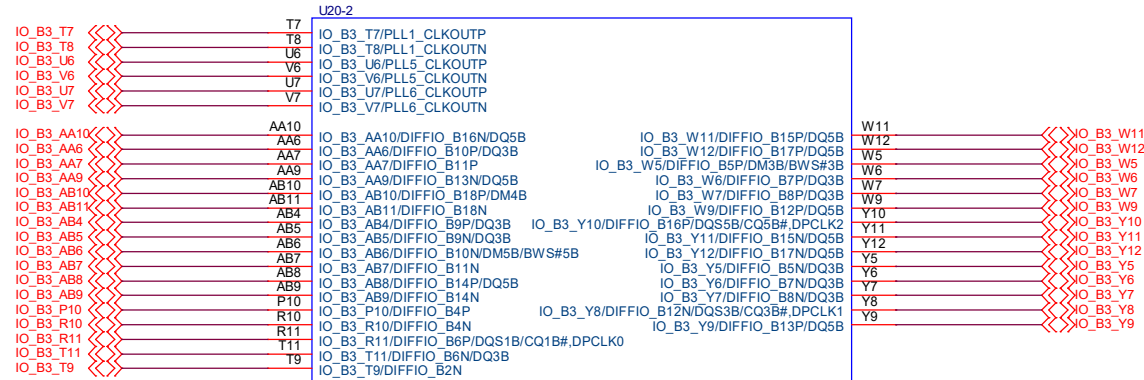 U20-2
IO_B3_T7 T7 IO_B3_T7/PLL1_CLKOUTP
IO_B3_T8 T8 IO_B3_T8/PLL1_CLKOUTN
IO_B3_U6 U6 IO_B3_U6/PLL5_CLKOUTP
IO_B3_V6 V6 IO_B3_V6/PLL5_CLKOUTN
IO_B3_U7 U7 IO_B3_U7/PLL6_CLKOUTP
IO_B3_V7 V7 IO_B3_V7/PLL6_CLKOUTN
IO_B3_AA10 AA10 IO_B3_AA10/DIFFIO_B16N/DQ5B IO_B3_W11/DIFFIO_B15P/DQ5B W11 IO_B3_W11
IO_B3_AA6 AA6 IO_B3_AA6/DIFFIO_B10P/DQ3B IO_B3_W12/DIFFIO_B17P/DQ5B W12 IO_B3_W12
IO_B3_AA7 AA7 IO_B3_AA7/DIFFIO_B11P IO_B3_W5/DIFFIO_B5P/DM3B/BWS#3B W5 IO_B3_W5
IO_B3_AA9 AA9 IO_B3_AA9/DIFFIO_B13N/DQ5B IO_B3_W6/DIFFIO_B7P/DQ3B W6 IO_B3_W6
IO_B3_AB10 AB10 IO_B3_AB10/DIFFIO_B18P/DM4B IO_B3_W7/DIFFIO_B8P/DQ3B W7 IO_B3_W7
IO_B3_AB11 AB11 IO_B3_AB11/DIFFIO_B18N IO_B3_W9/DIFFIO_B12P/DQ5B W9 IO_B3_W9
IO_B3_AB4 AB4 IO_B3_AB4/DIFFIO_B9P/DQ3B IO_B3_Y10/DIFFIO_B16P/DQS5B/CQ5B#,DPCLK2 Y10 IO_B3_Y10
IO_B3_AB5 AB5 IO_B3_AB5/DIFFIO_B9N/DQ3B IO_B3_Y11/DIFFIO_B15N/DQ5B Y11 IO_B3_Y11
IO_B3_AB6 AB6 IO_B3_AB6/DIFFIO_B10N/DM5B/BWS#5B IO_B3_Y12/DIFFIO_B17N/DQ5B Y12 IO_B3_Y12
IO_B3_AB7 AB7 IO_B3_AB7/DIFFIO_B11N IO_B3_Y5/DIFFIO_B5N/DQ3B Y5 IO_B3_Y5
IO_B3_AB8 AB8 IO_B3_AB8/DIFFIO_B14P/DQ5B IO_B3_Y6/DIFFIO_B7N/DQ3B Y6 IO_B3_Y6
IO_B3_AB9 AB9 IO_B3_AB9/DIFFIO_B14N IO_B3_Y7/DIFFIO_B8N/DQ3B Y7 IO_B3_Y7
IO_B3_P10 P10 IO_B3_P10/DIFFIO_B4P IO_B3_Y8/DIFFIO_B12N/DQS3B/CQ3B#,DPCLK1 Y8 IO_B3_Y8
IO_B3_R10 R10 IO_B3_R10/DIFFIO_B4N IO_B3_Y9/DIFFIO_B13P/DQ5B Y9 IO_B3_Y9
IO_B3_R11 R11 IO_B3_R11/DIFFIO_B6P/DQS1B/CQ1B#,DPCLK0
IO_B3_T11 T11 IO_B3_T11/DIFFIO_B6N/DQ3B
IO_B3_T9 T9 IO_B3_T9/DIFFIO_B2N